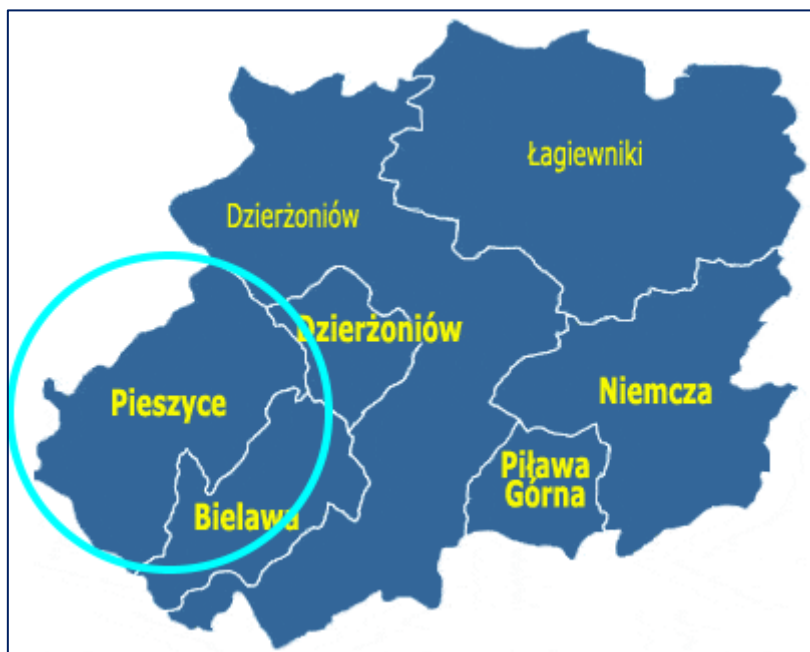 Łagiewniki
Dzierżoniów
Dzierżoniów
Pieszyce
Niemcza
Piława
Górna
Bielawa